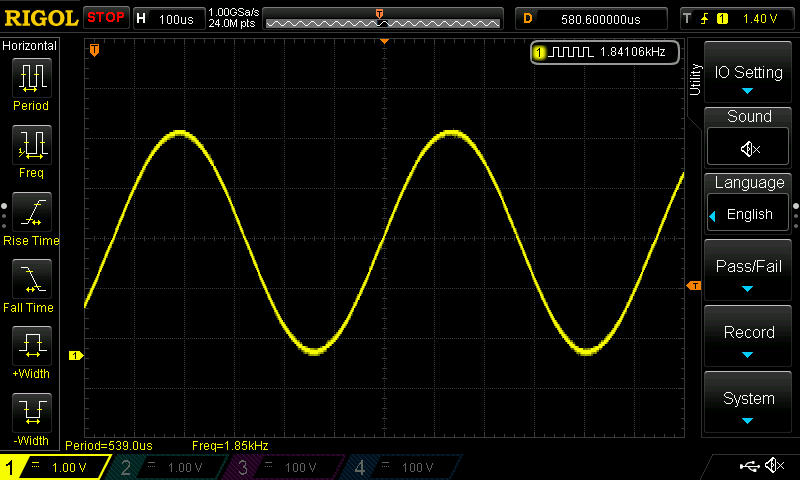 RIGOL STOP H 100us 1.00GSa/s 24.0M pts T D 580.600000us T 1 1.40 V
Horizontal
T
1 1.84106kHz
Period
Freq
Rise Time
Fall Time
+Width
-Width
1
T
Utility
IO Setting
Sound
Language
English
Pass/Fail
Record
System
Period=539.0us Freq=1.85kHz
1 1.00 V 2 1.00 V 3 100 V 4 100 V